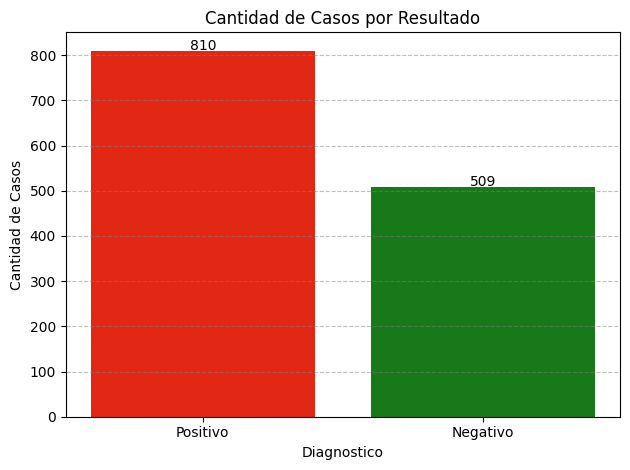 Cantidad de Casos por Resultado
Cantidad de Casos
800
700
600
500
400
300
200
100
0
810
509
Positivo
Negativo
Diagnostico